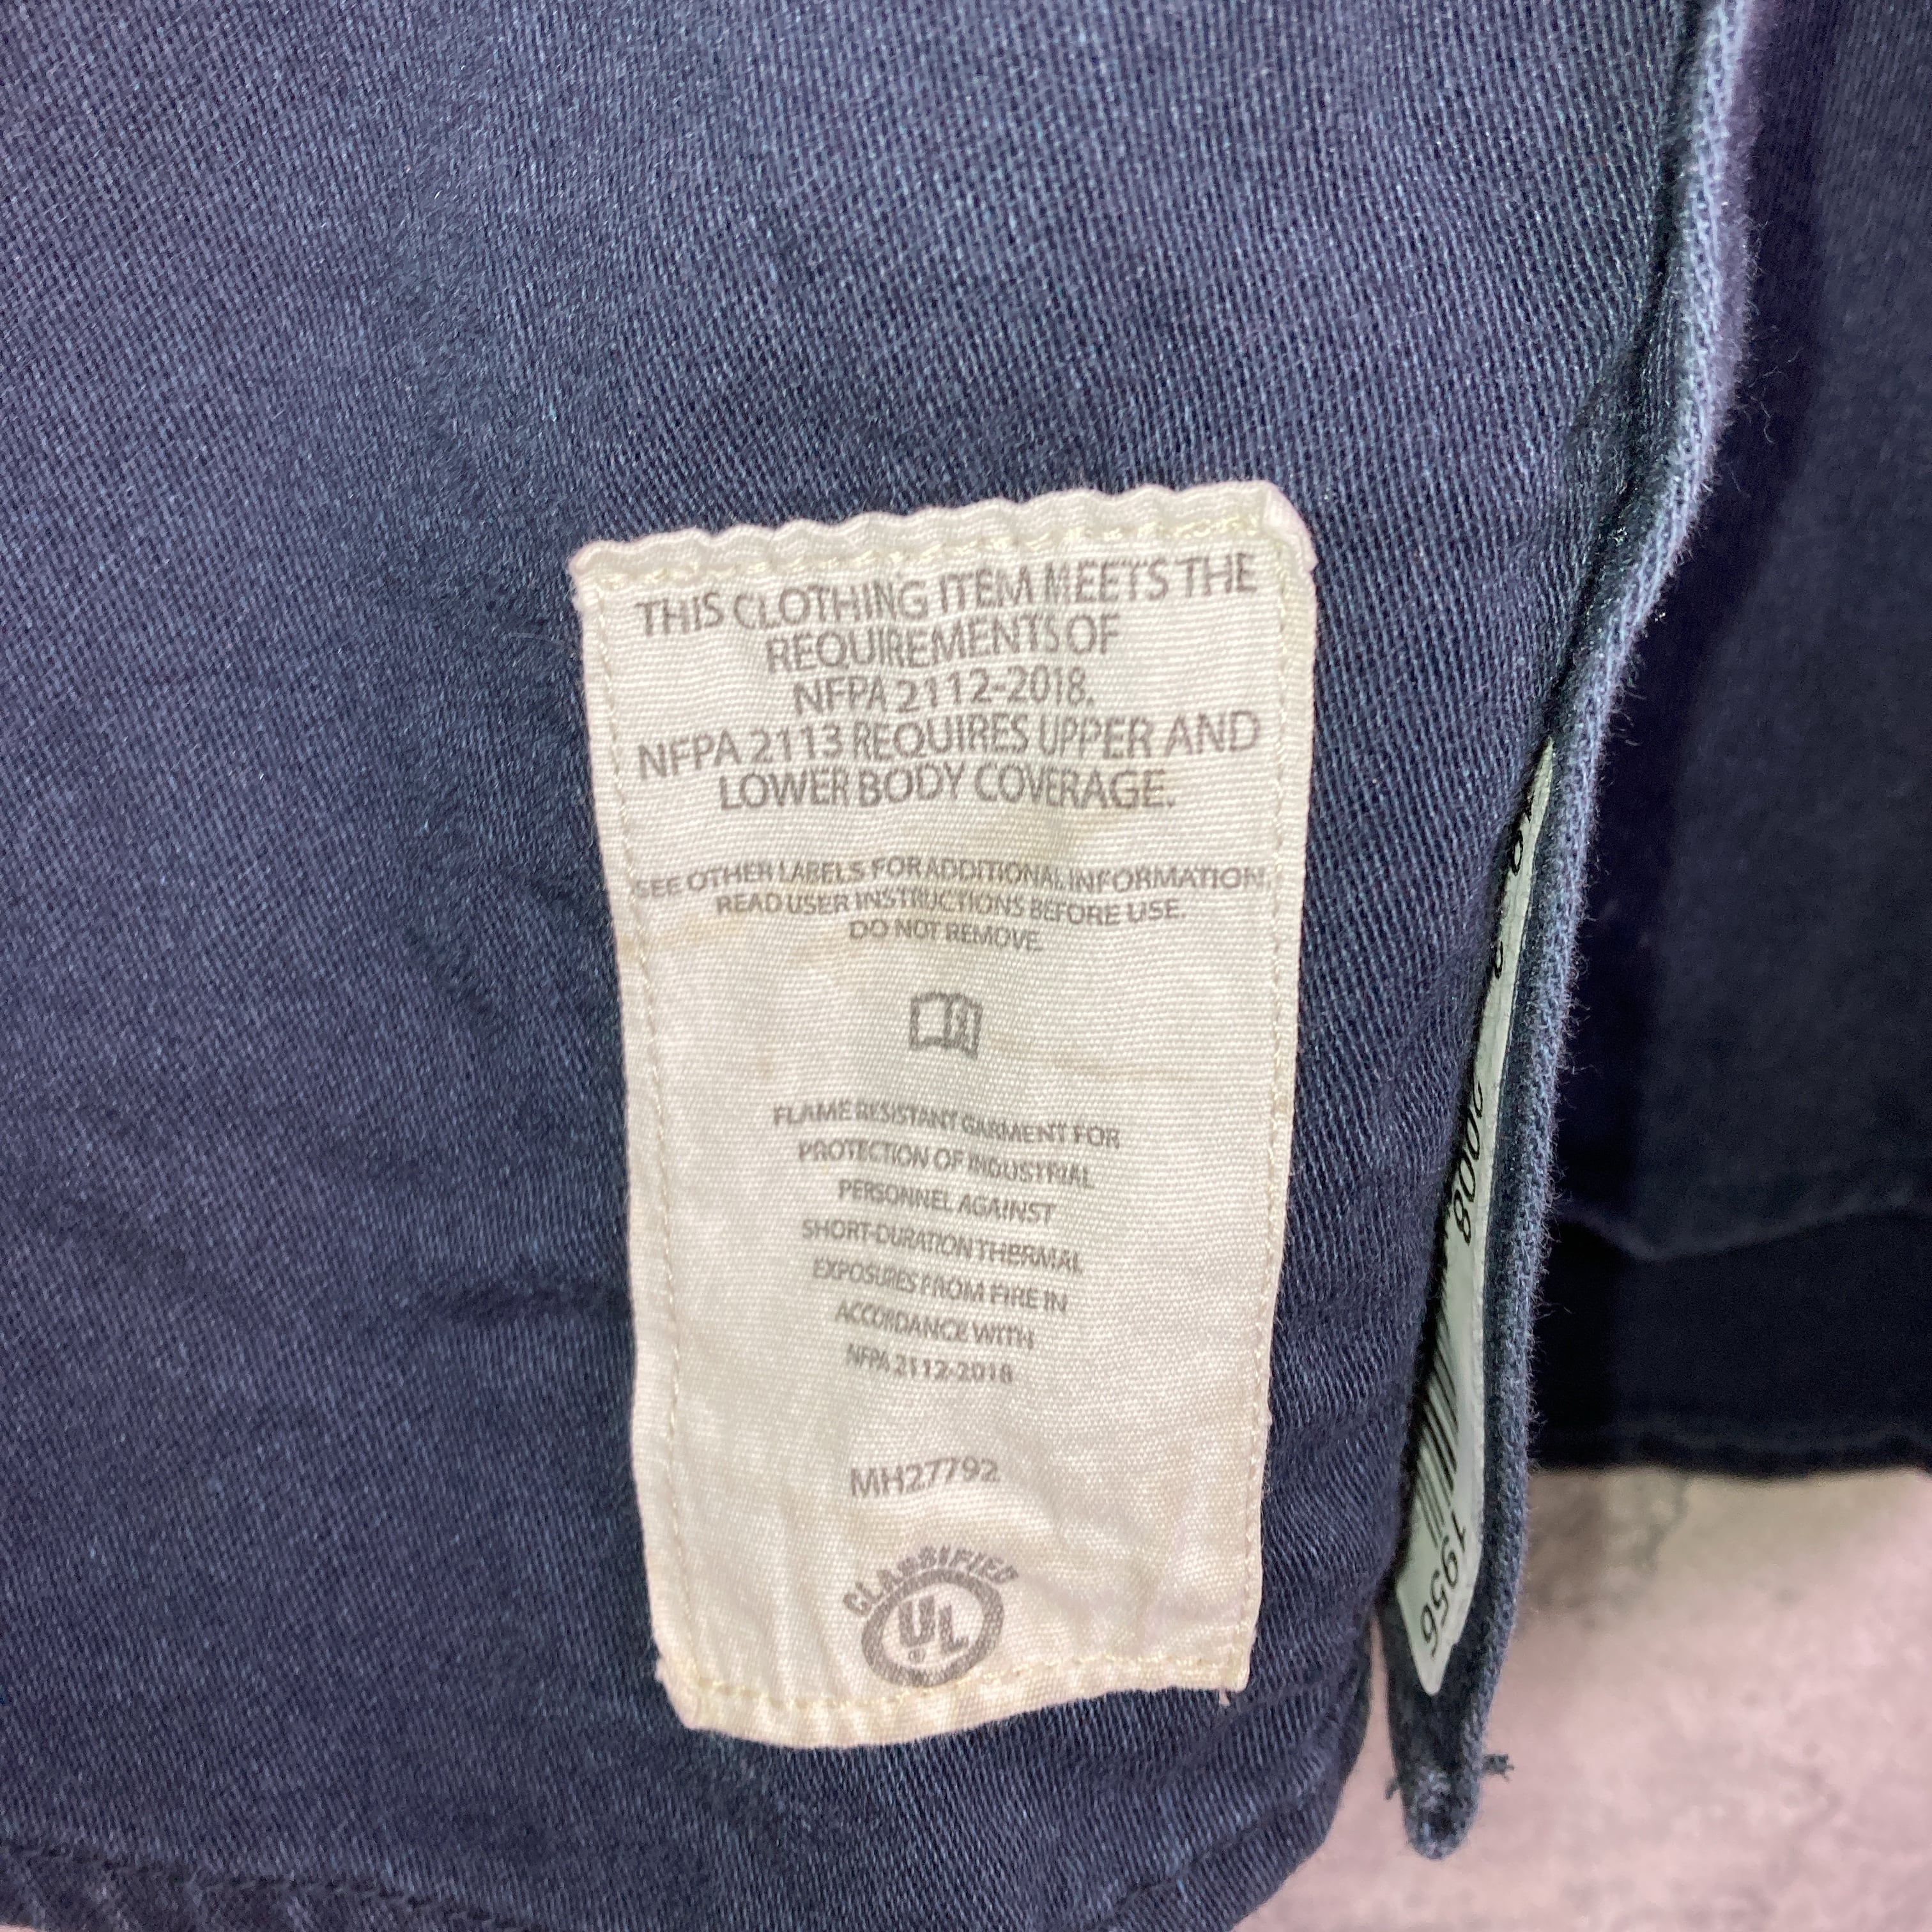 THIS CLOTHING ITEM MEETS THE
REQUIREMENTS OF
NFPA 2112-2018.
NFPA 2113 REQUIRES UPPER AND
LOWER BODY COVERAGE.
SEE OTHER LABELS FOR ADDITIONAL INFORMATION.
READ USER INSTRUCTIONS BEFORE USE.
DO NOT REMOVE.
FLAME RESISTANT GARMENT FOR
PROTECTION OF INDUSTRIAL
PERSONNEL AGAINST
SHORT-DURATION THERMAL
EXPOSURES FROM FIRE IN
ACCORDANCE WITH
NFPA 2112-2018
MH27792
CLASSIFIED
UL
®
19956